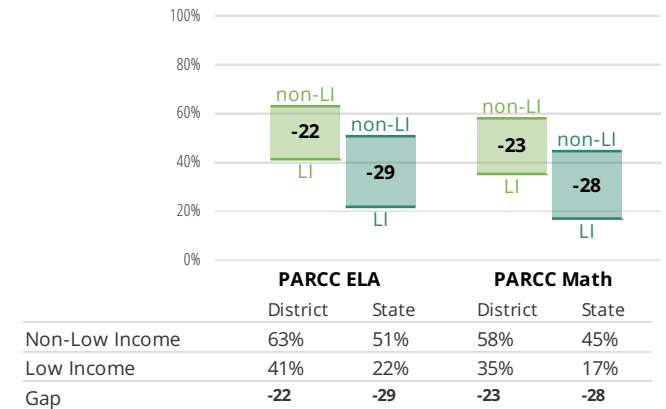 100%
80%
60%
40%
20%
0%
non-LI
-22
LI
non-LI
-29
LI
non-LI
-23
LI
non-LI
-28
LI
PARCC ELA PARCC Math
District State District State
Non-Low Income 63% 51% 58% 45%
Low Income 41% 22% 35% 17%
Gap -22 -29 -23 -28